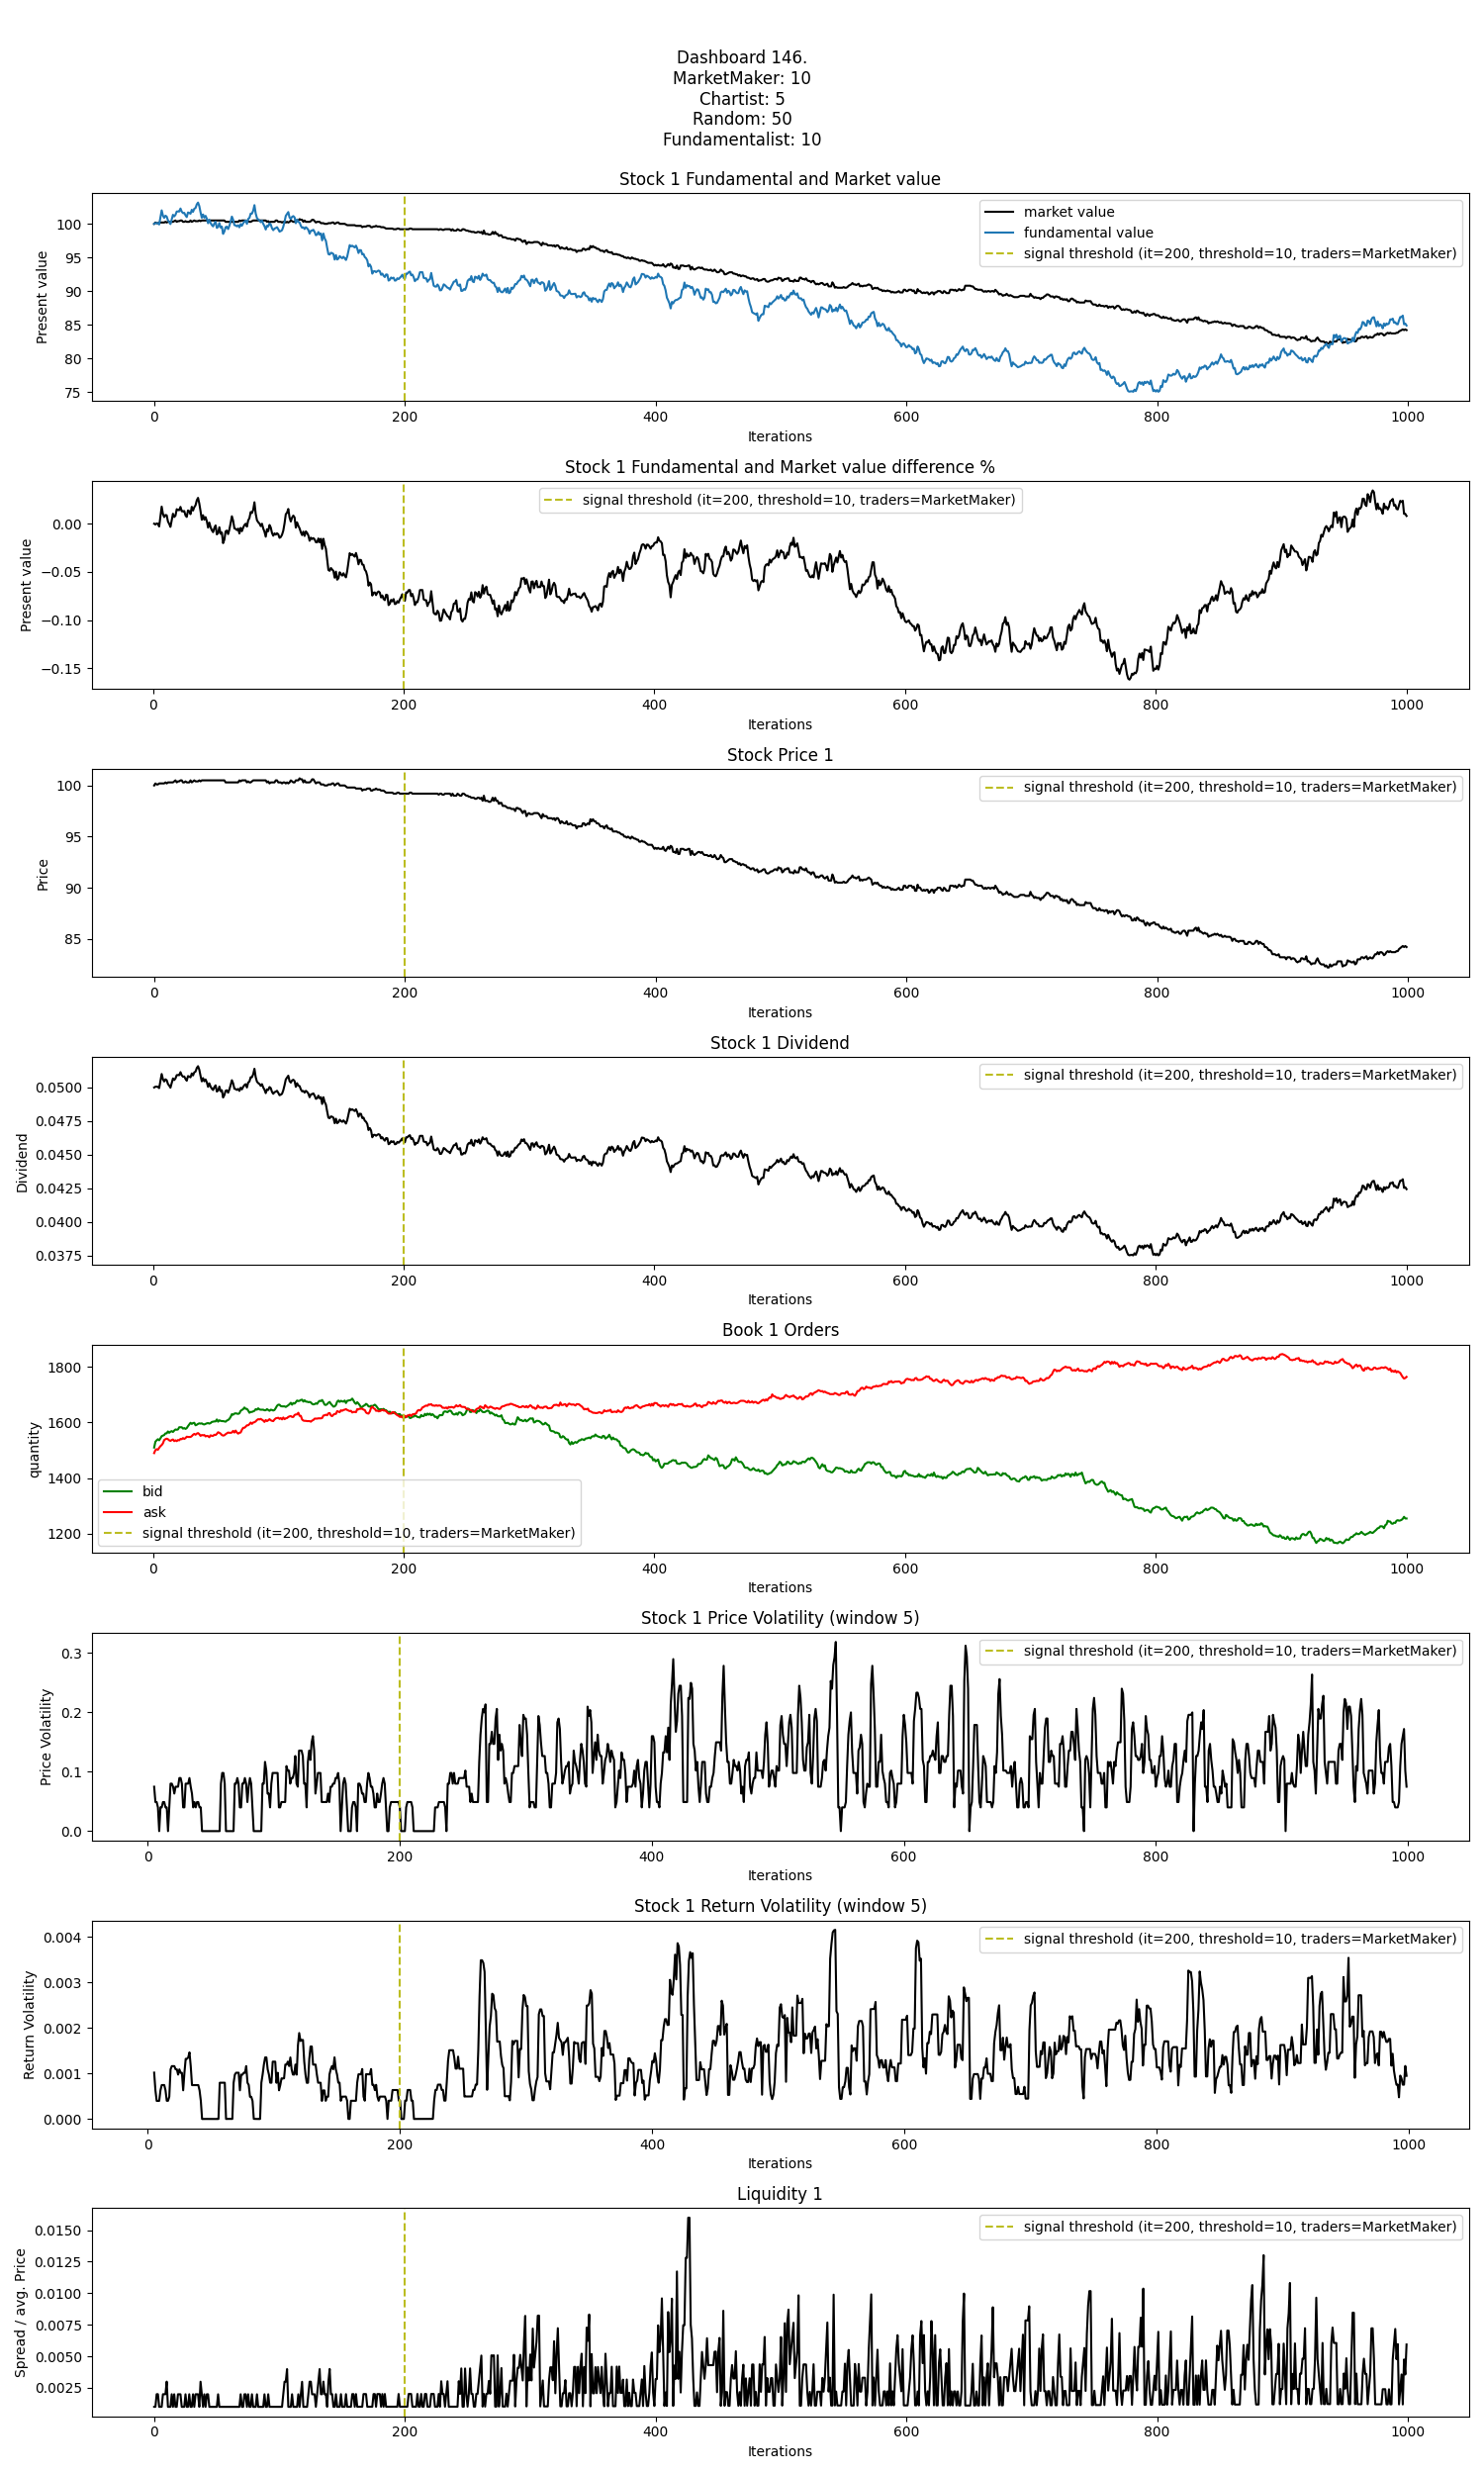 Dashboard 146.
MarketMaker: 10
Chartist: 5
Random: 50
Fundamentalist: 10
Stock 1 Fundamental and Market value
Present value
100
95
90
85
80
75
market value
fundamental value
signal threshold (it=200, threshold=10, traders=MarketMaker)
0 200 400 600 800 1000
Iterations
Stock 1 Fundamental and Market value difference %
Present value
0.00
−0.05
−0.10
−0.15
signal threshold (it=200, threshold=10, traders=MarketMaker)
0 200 400 600 800 1000
Iterations
Stock Price 1
Price
100
95
90
85
signal threshold (it=200, threshold=10, traders=MarketMaker)
0 200 400 600 800 1000
Iterations
Stock 1 Dividend
Dividend
0.0500
0.0475
0.0450
0.0425
0.0400
0.0375
signal threshold (it=200, threshold=10, traders=MarketMaker)
0 200 400 600 800 1000
Iterations
Book 1 Orders
quantity
1800
1600
1400
1200
bid
ask
signal threshold (it=200, threshold=10, traders=MarketMaker)
0 200 400 600 800 1000
Iterations
Stock 1 Price Volatility (window 5)
Price Volatility
0.3
0.2
0.1
0.0
signal threshold (it=200, threshold=10, traders=MarketMaker)
0 200 400 600 800 1000
Iterations
Stock 1 Return Volatility (window 5)
Return Volatility
0.004
0.003
0.002
0.001
0.000
signal threshold (it=200, threshold=10, traders=MarketMaker)
0 200 400 600 800 1000
Iterations
Liquidity 1
Spread / avg. Price
0.0150
0.0125
0.0100
0.0075
0.0050
0.0025
signal threshold (it=200, threshold=10, traders=MarketMaker)
0 200 400 600 800 1000
Iterations